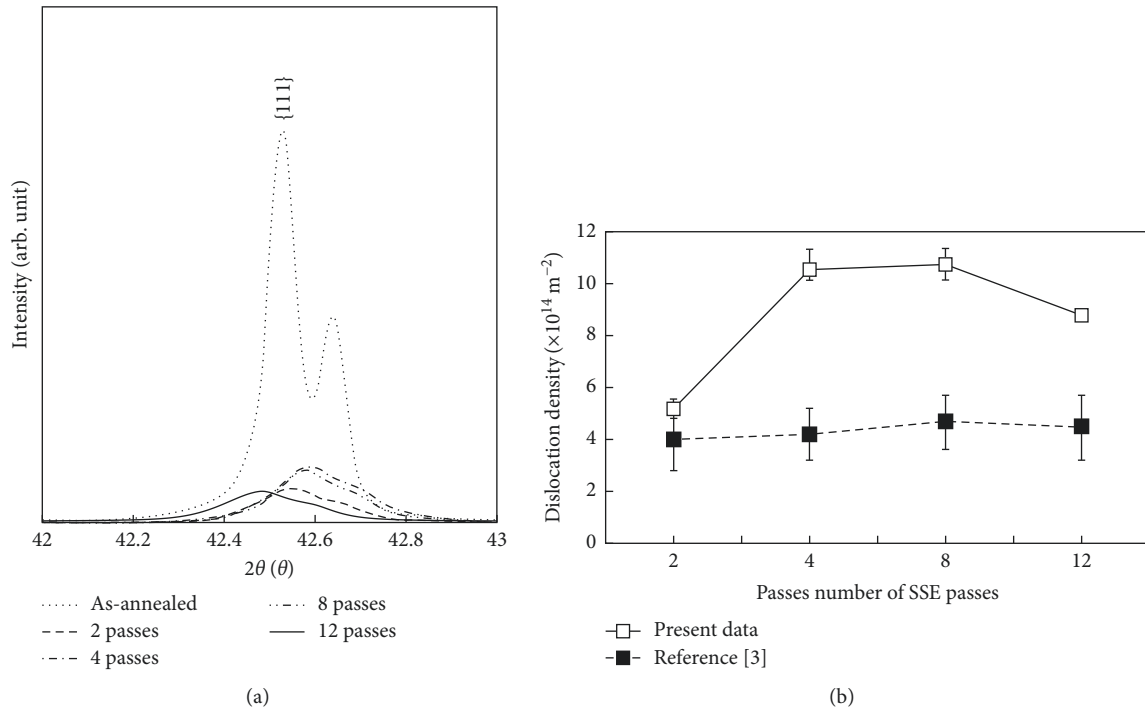 Intensity (arb. unit)
{111}
42
42.2
42.4
42.6
42.8
43
2θ (θ)
As-annealed
2 passes
4 passes
8 passes
12 passes
(a)
Dislocation density (×10¹⁴ m⁻²)
12
10
8
6
4
2
0
2
4
8
12
Passes number of SSE passes
Present data
Reference [3]
(b)